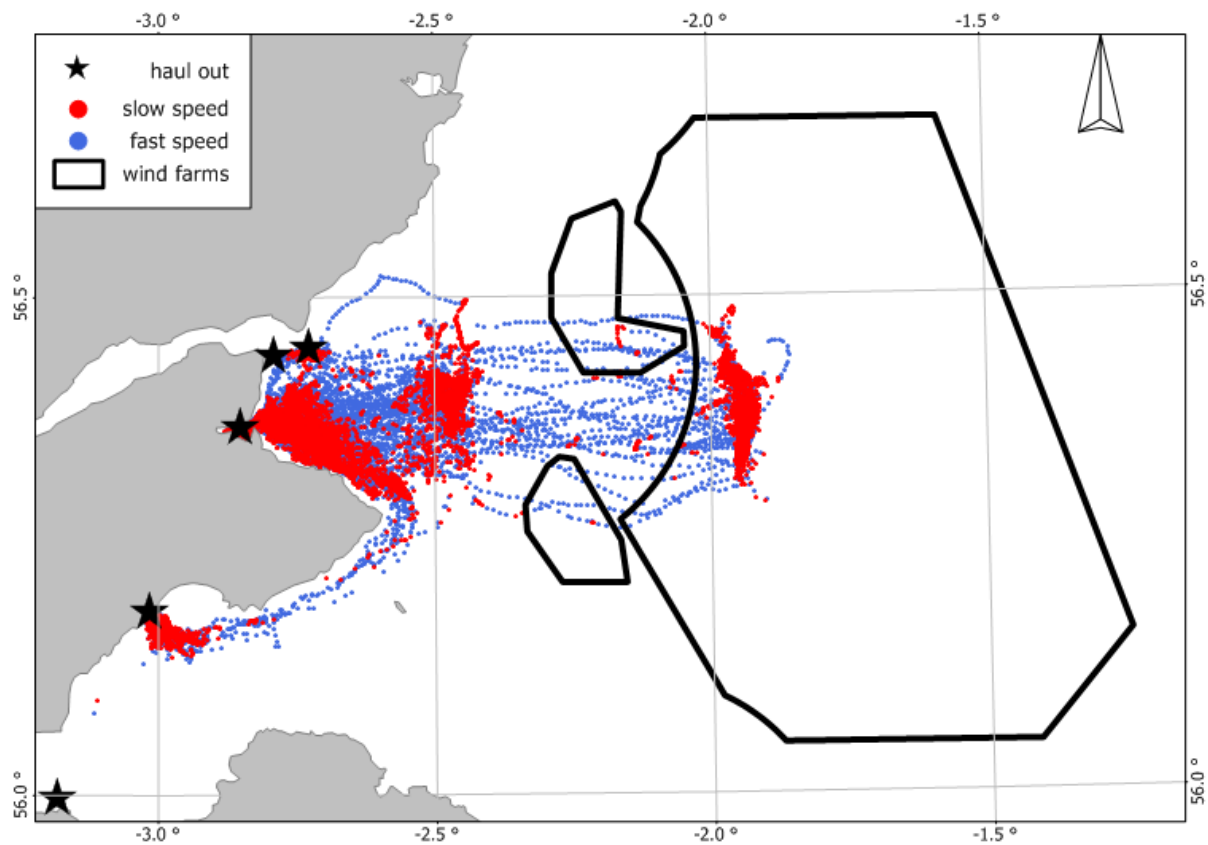 -3.0 ° -2.5 ° -2.0 ° -1.5 °
haul out
slow speed
fast speed
wind farms
56.5 ° 56.5 °
56.0 ° 56.0 °
-3.0 ° -2.5 ° -2.0 ° -1.5 °